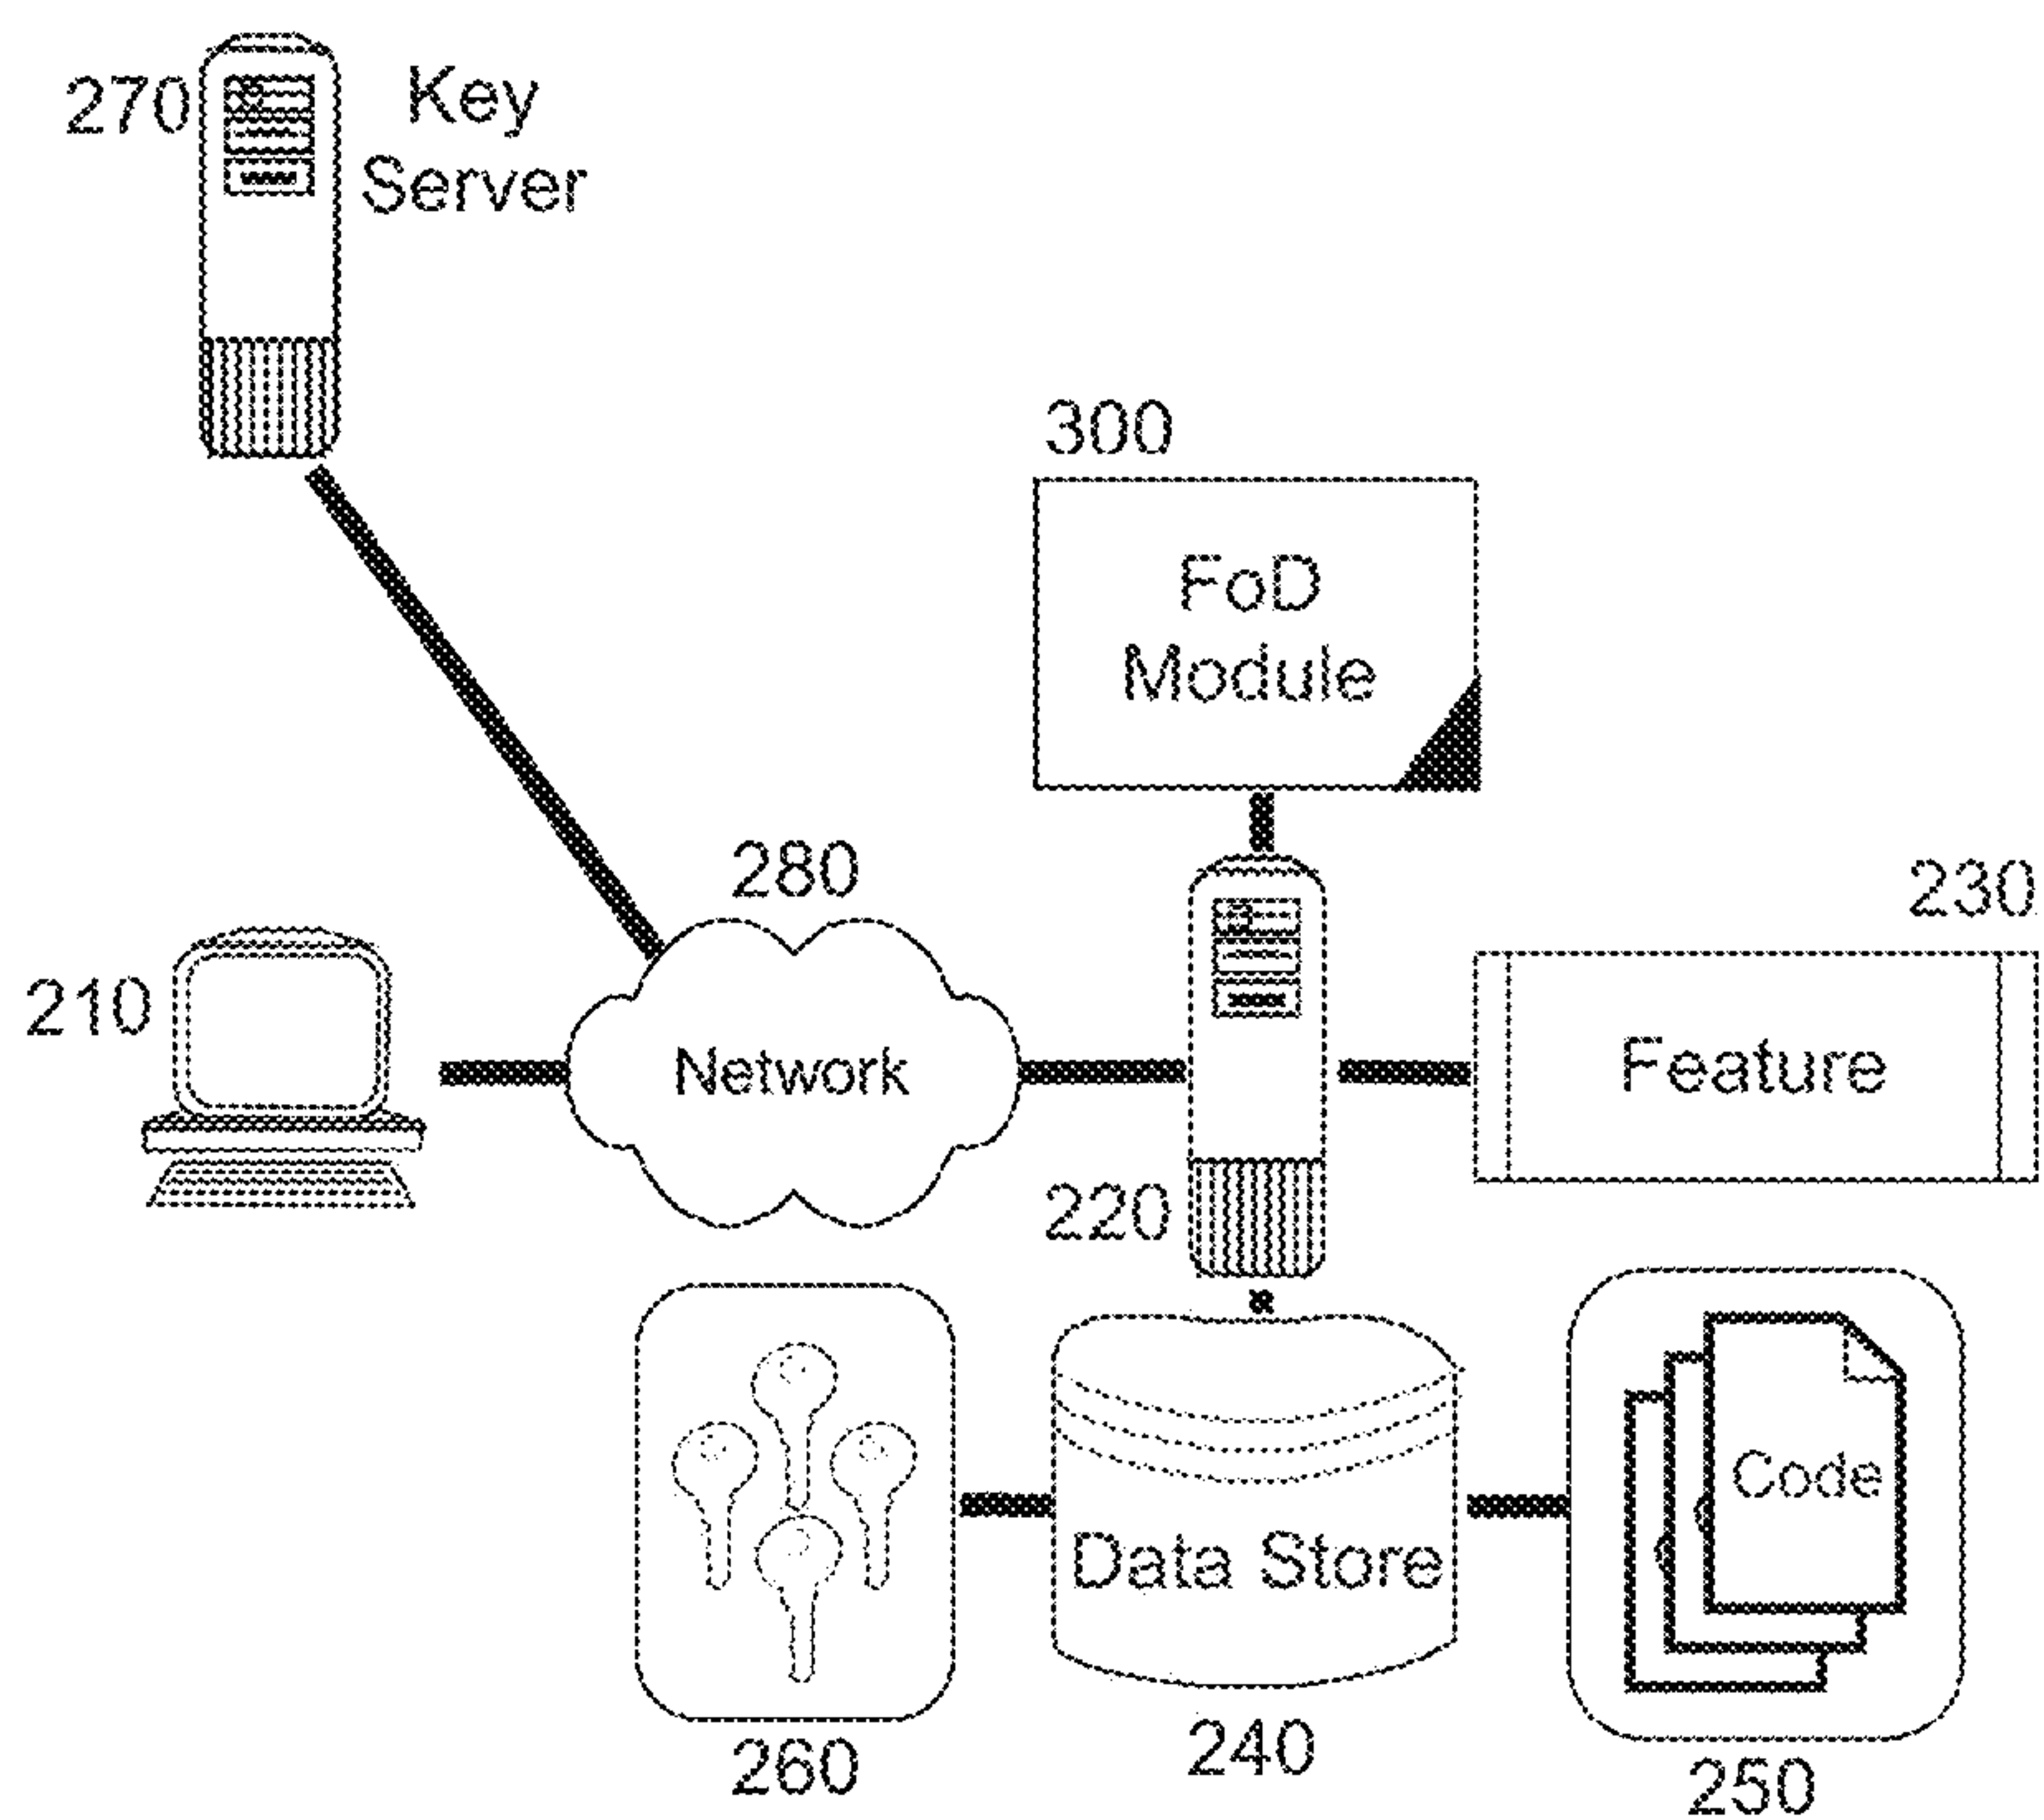 270
Key
Server
300
FoD
Module
280
230
210
Network
Feature
220
Code
Data Store
260
240
250